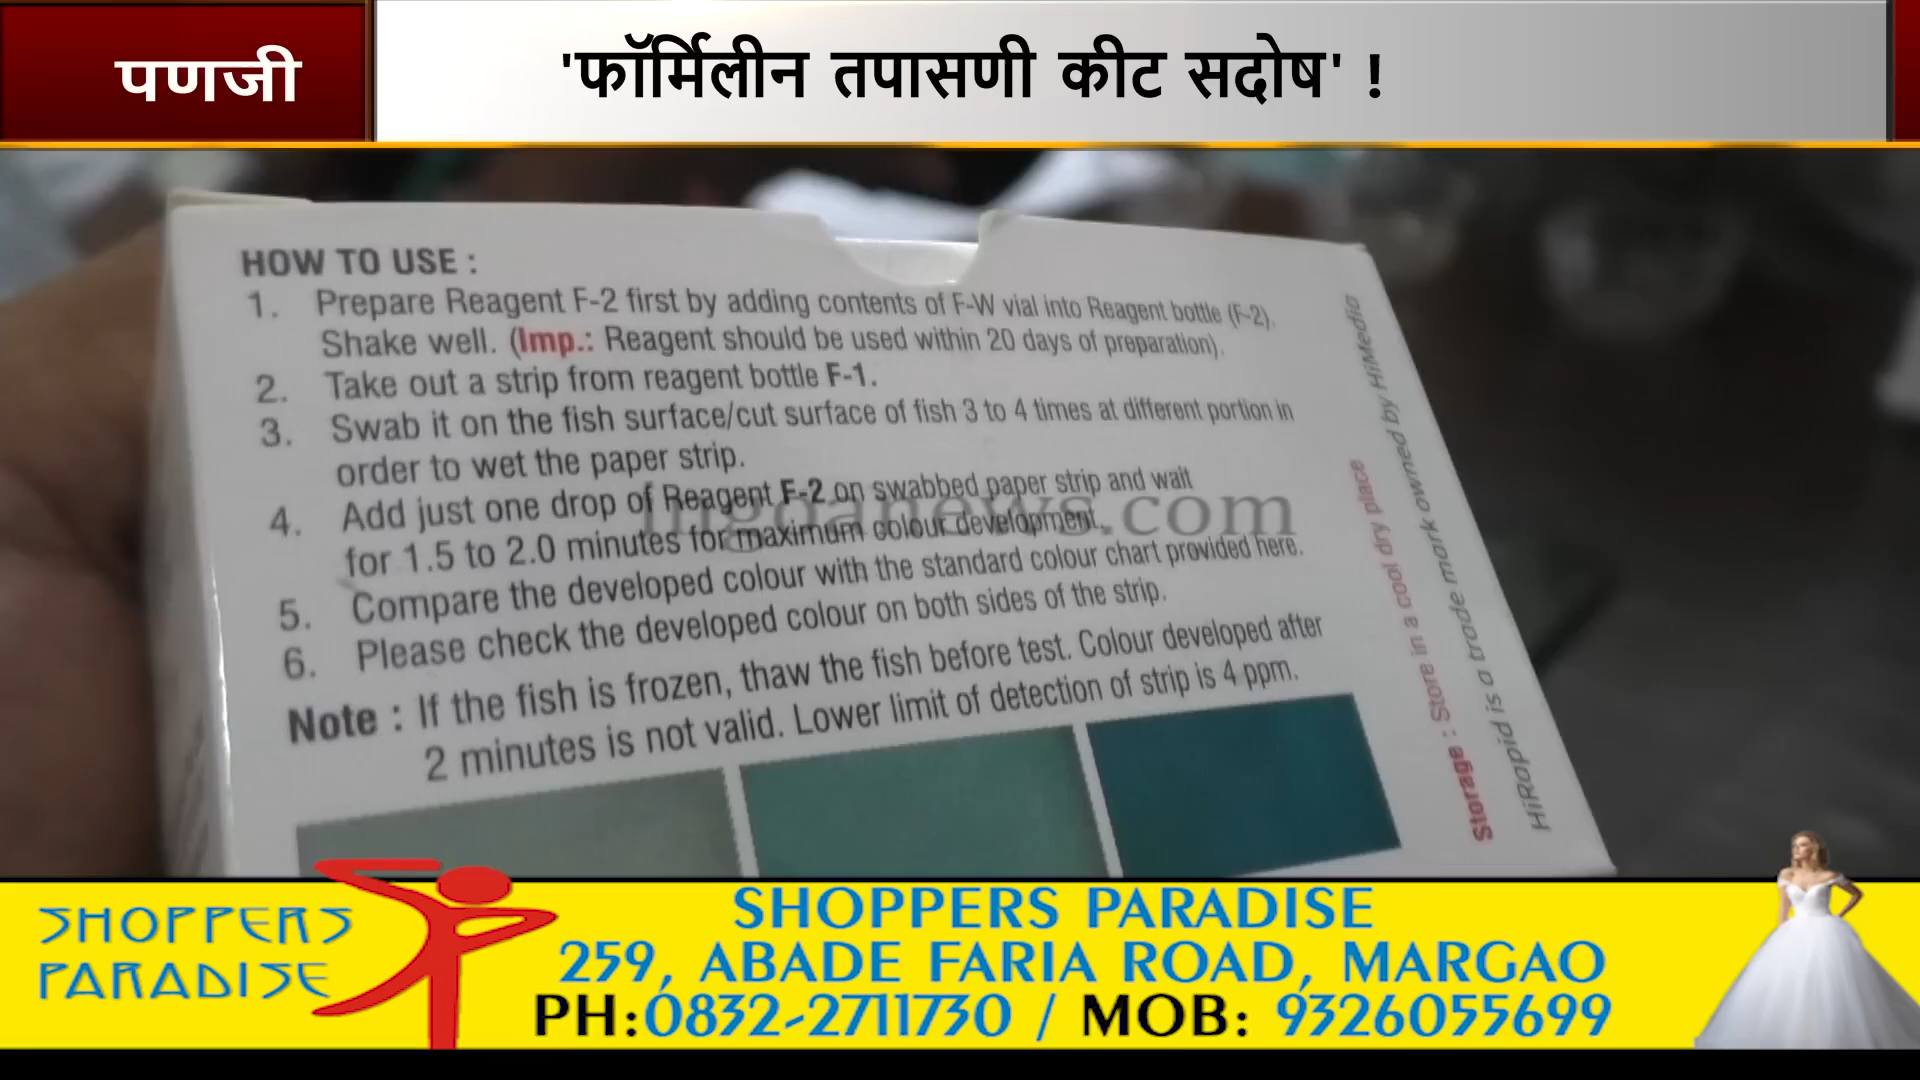 पणजी
'फॉर्मिलीन तपासणी कीट सदोष' !
HOW TO USE :
1. Prepare Reagent F-2 first by adding contents of F-W vial into Reagent bottle (F-2).
Shake well. (Imp.: Reagent should be used within 20 days of preparation).
2. Take out a strip from reagent bottle F-1.
3. Swab it on the fish surface/cut surface of fish 3 to 4 times at different portion in
order to wet the paper strip.
4. Add just one drop of Reagent F-2 on swabbed paper strip and wait
for 1.5 to 2.0 minutes for maximum colour development.
5. Compare the developed colour with the standard colour chart provided here.
6. Please check the developed colour on both sides of the strip.
Note : If the fish is frozen, thaw the fish before test. Colour developed after
2 minutes is not valid. Lower limit of detection of strip is 4 ppm.
Storage : Store in a cool dry place
HiRapid is a trade mark owned by HiMedia
SHOPPERS
PARADISE
SHOPPERS PARADISE
259, ABADE FARIA ROAD, MARGAO
PH:0832-2711730 / MOB: 9326055699